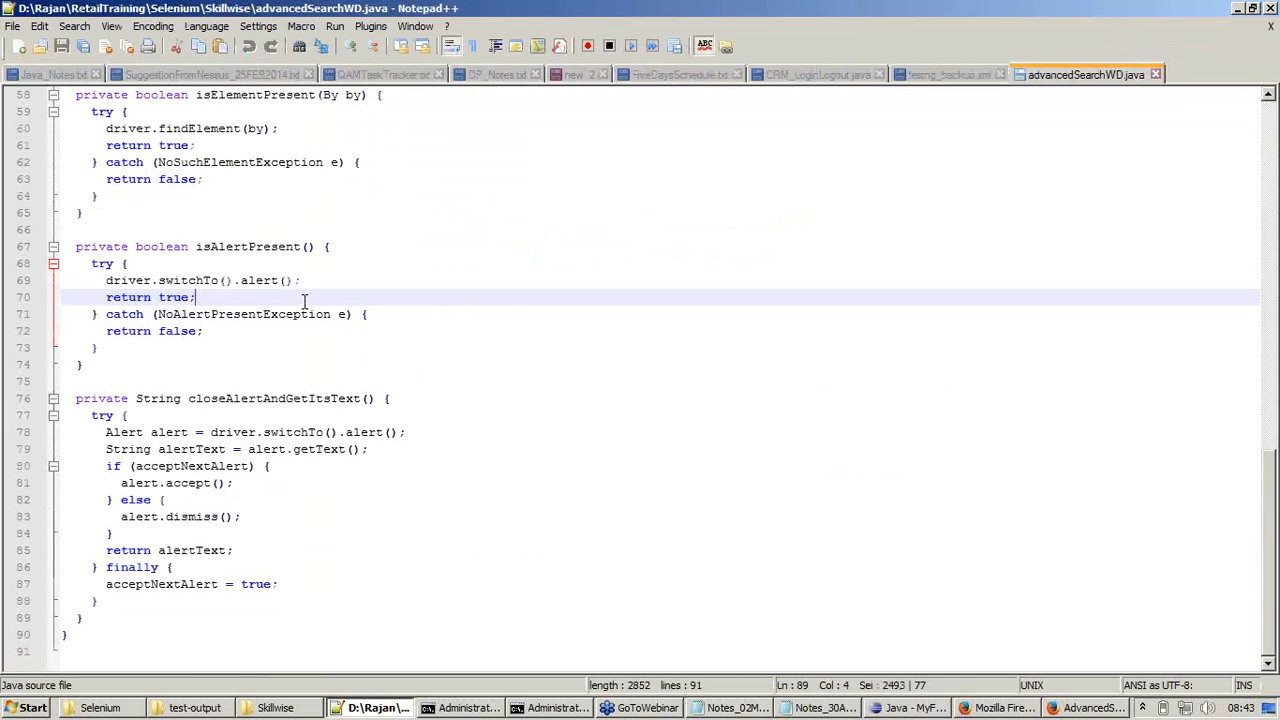 D:\Rajan\RetailTraining\Selenium\Skillwise\advancedSearchWD.java - Notepad++
File Edit Search View Encoding Language Settings Macro Run Plugins Window ? X
Java_Notes.txt SuggestionFromNessus_25FEB2014.txt QAMTaskTracker.txt DP_Notes.txt new 2 FiveDaysSchedule.txt CRM_LoginLogout.java testng_backup.xml advancedSearchWD.java
58 private boolean isElementPresent(By by) {
59 try {
60 driver.findElement(by);
61 return true;
62 } catch (NoSuchElementException e) {
63 return false;
64 }
65 }
66
67 private boolean isAlertPresent() {
68 try {
69 driver.switchTo().alert();
70 return true;
71 } catch (NoAlertPresentException e) {
72 return false;
73 }
74 }
75
76 private String closeAlertAndGetItsText() {
77 try {
78 Alert alert = driver.switchTo().alert();
79 String alertText = alert.getText();
80 if (acceptNextAlert) {
81 alert.accept();
82 } else {
83 alert.dismiss();
84 }
85 return alertText;
86 } finally {
87 acceptNextAlert = true;
88 }
89 }
90 }
91
Java source file length : 2852 lines : 91 Ln : 89 Col : 4 Sel : 2493 | 77 UNIX ANSI as UTF-8: INS
Start Selenium test-output Skillwise D:\Rajan\... Administrat... Administrat... GoToWebinar Notes_02M... Notes_30A... Java - MyF... Mozilla Fire... AdvancedS... 08:43